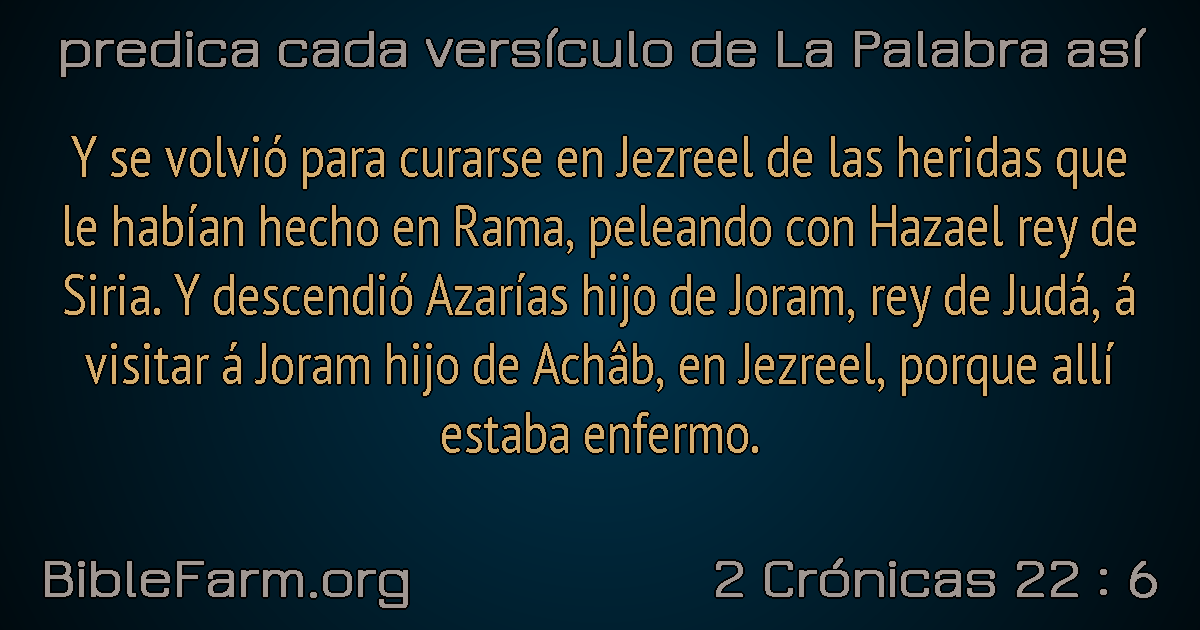 predica cada versículo de La Palabra así
Y se volvió para curarse en Jezreel de las heridas que
le habían hecho en Rama, peleando con Hazael rey de
Siria. Y descendió Azarías hijo de Joram, rey de Judá, á
visitar á Joram hijo de Achâb, en Jezreel, porque allí
estaba enfermo.
BibleFarm.org
2 Crónicas 22 : 6